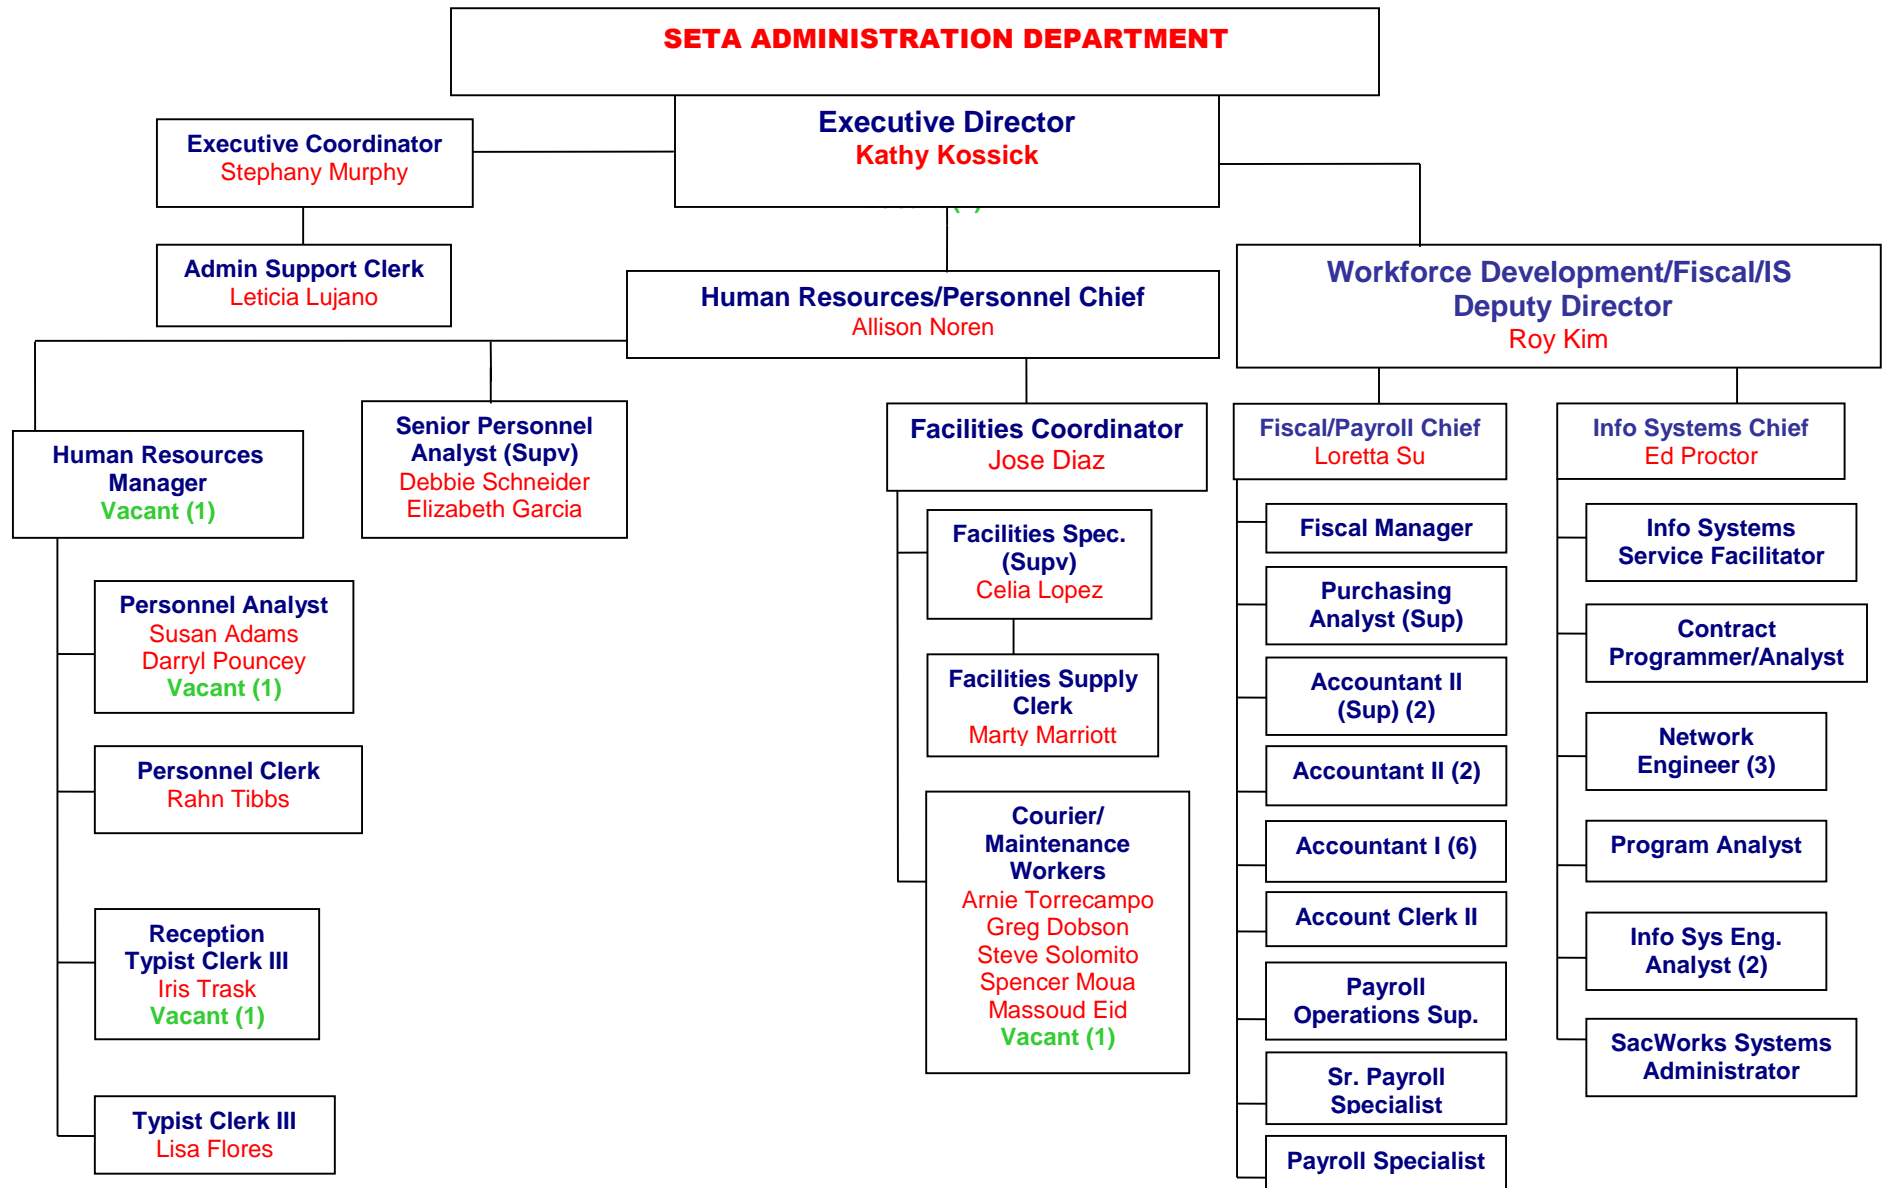 SETA ADMINISTRATION DEPARTMENT
Executive Director
Kathy Kossick
Executive Coordinator
Stephany Murphy
Admin Support Clerk
Leticia Lujano
Human Resources/Personnel Chief
Allison Noren
Workforce Development/Fiscal/IS
Deputy Director
Roy Kim
Human Resources
Manager
Vacant (1)
Senior Personnel
Analyst (Supv)
Debbie Schneider
Elizabeth Garcia
Facilities Coordinator
Jose Diaz
Fiscal/Payroll Chief
Loretta Su
Info Systems Chief
Ed Proctor
Personnel Analyst
Susan Adams
Darryl Pouncey
Vacant (1)
Personnel Clerk
Rahn Tibbs
Reception
Typist Clerk III
Iris Trask
Vacant (1)
Typist Clerk III
Lisa Flores
Facilities Spec.
(Supv)
Celia Lopez
Facilities Supply
Clerk
Marty Marriott
Courier/
Maintenance
Workers
Arnie Torrecampo
Greg Dobson
Steve Solomito
Spencer Moua
Massoud Eid
Vacant (1)
Fiscal Manager
Purchasing
Analyst (Sup)
Accountant II
(Sup) (2)
Accountant II (2)
Accountant I (6)
Account Clerk II
Payroll
Operations Sup.
Sr. Payroll
Specialist
Payroll Specialist
Info Systems
Service Facilitator
Contract
Programmer/Analyst
Network
Engineer (3)
Program Analyst
Info Sys Eng.
Analyst (2)
SacWorks Systems
Administrator